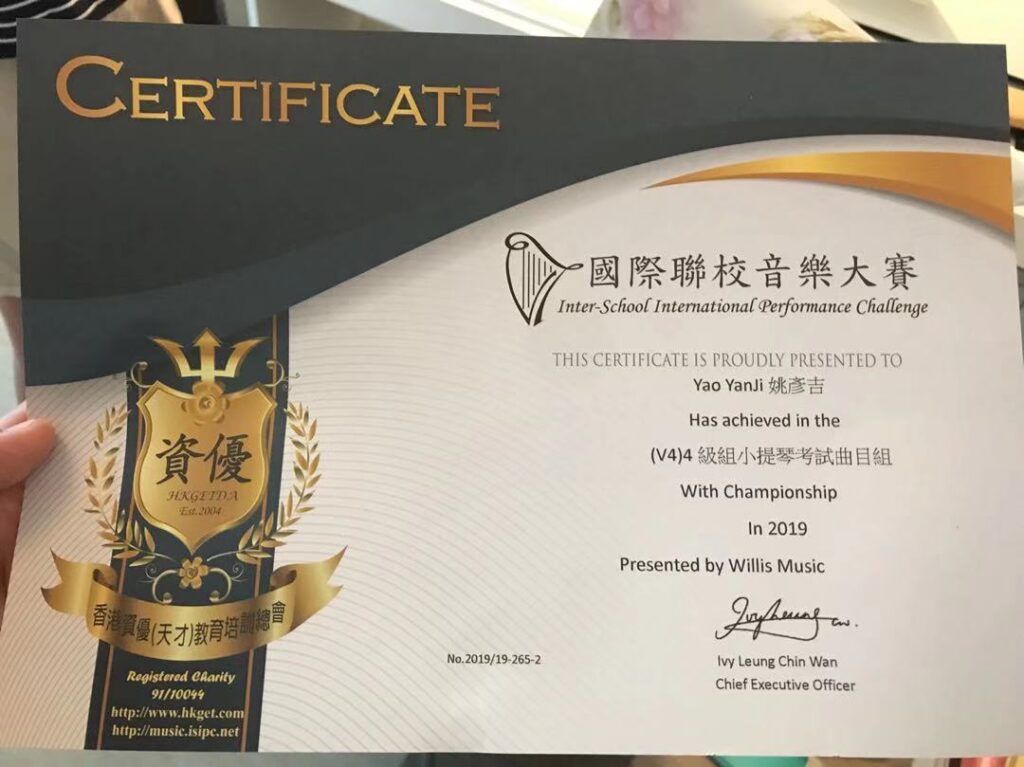 CERTIFICATE
國際聯校音樂大賽
Inter-School International Performance Challenge
THIS CERTIFICATE IS PROUDLY PRESENTED TO
Yao YanJi 姚彥吉
Has achieved in the
(V4)4 級組小提琴考試曲目組
With Championship
In 2019
Presented by Willis Music
Ivy Leung cw.
Ivy Leung Chin Wan
Chief Executive Officer
No.2019/19-265-2
資優
HKGETDA
Est.2004
香港資優(天才)教育培訓總會
Registered Charity
91/10044
http://www.hkget.com
http://music.isipc.net